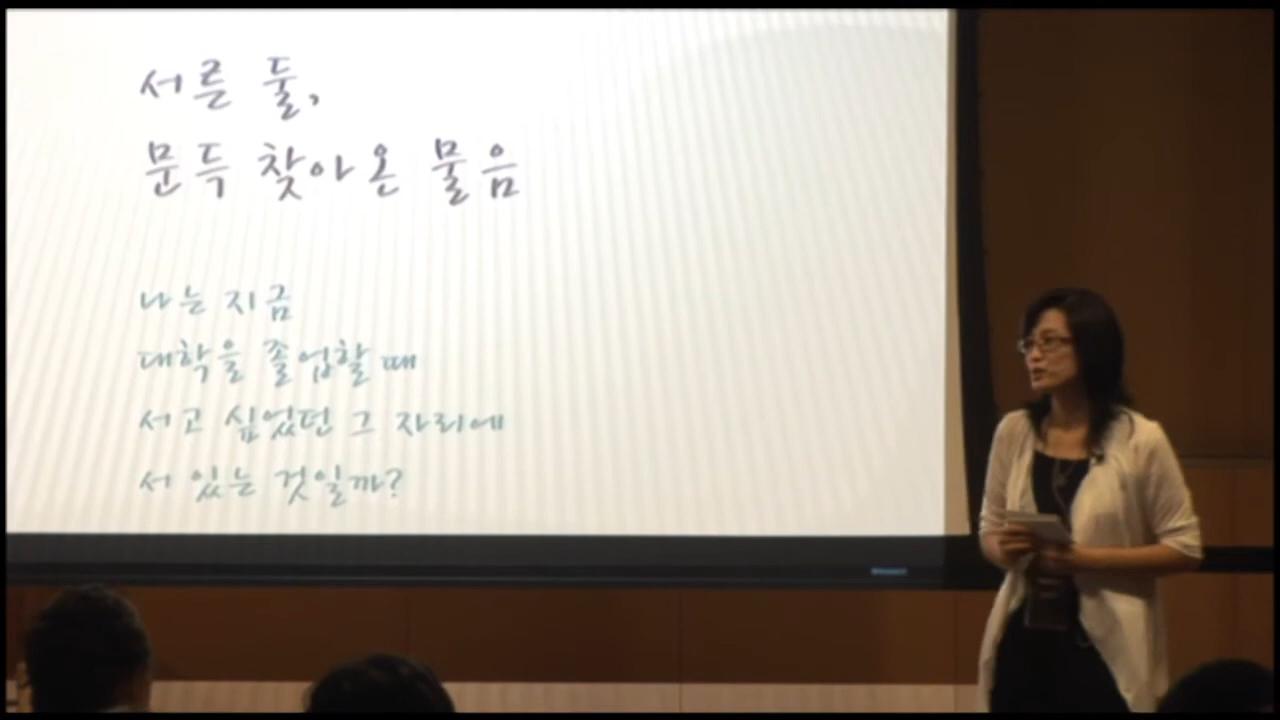 서른 둘,
문득 찾아온 물음
나는 지금
대학을 졸업할 때
서고 싶었던 그 자리에
서 있는 것일까?